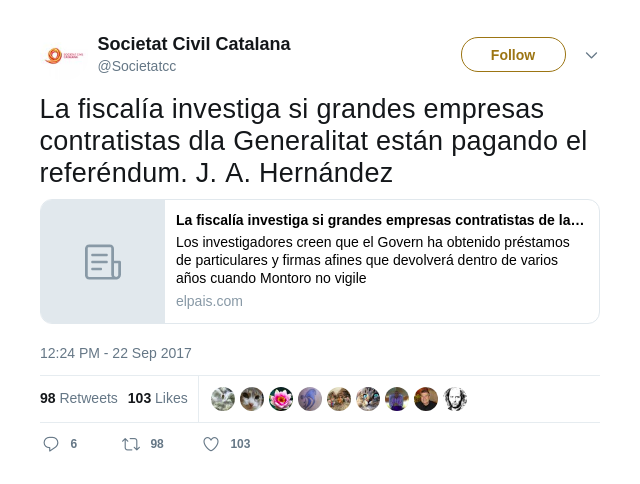 Societat Civil Catalana
@Societatcc
Follow
La fiscalía investiga si grandes empresas
contratistas dla Generalitat están pagando el
referéndum. J. A. Hernández
La fiscalía investiga si grandes empresas contratistas de la…
Los investigadores creen que el Govern ha obtenido préstamos
de particulares y firmas afines que devolverá dentro de varios
años cuando Montoro no vigile
elpais.com
12:24 PM - 22 Sep 2017
98 Retweets 103 Likes
6 98 103